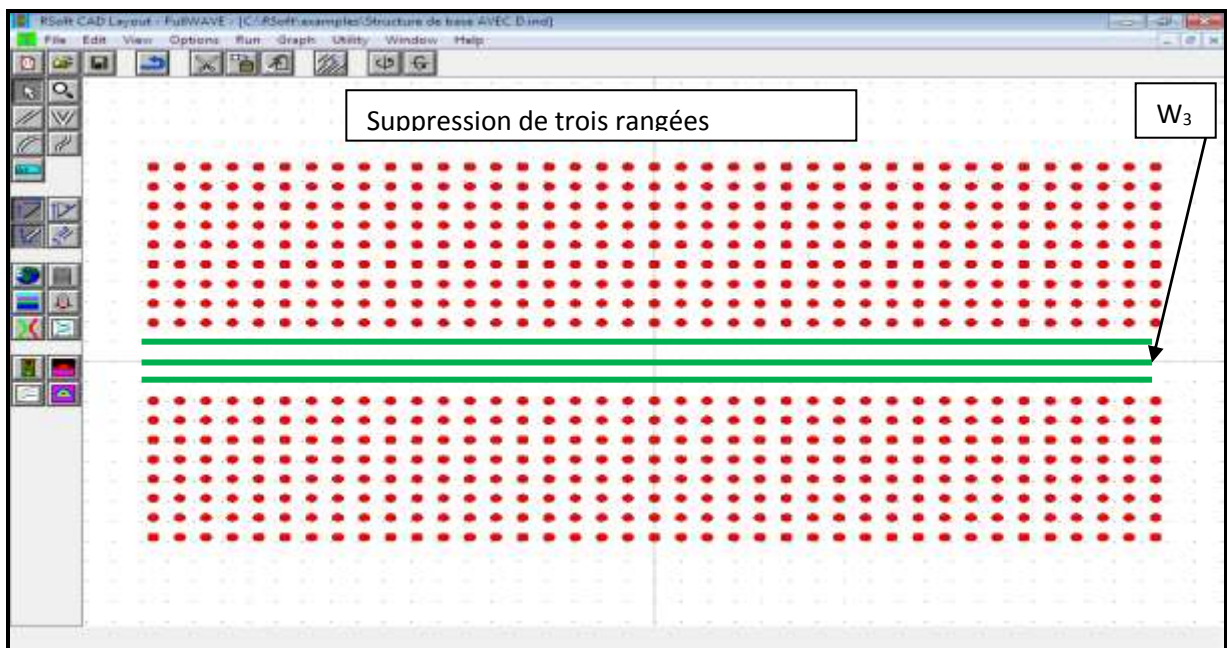 RSoft CAD Layout - FullWAVE - [C:\RSoft\examples\Structure de base AVEC D.ind]
File Edit View Options Run Graph Utility Window Help
Suppression de trois rangées
W₃